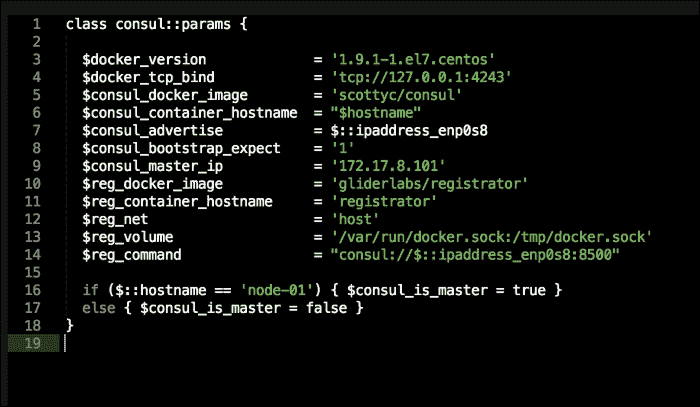 1 class consul::params {
2
3 $docker_version = '1.9.1-1.el7.centos'
4 $docker_tcp_bind = 'tcp://127.0.0.1:4243'
5 $consul_docker_image = 'scottyc/consul'
6 $consul_container_hostname = "$hostname"
7 $consul_advertise = $::ipaddress_enp0s8
8 $consul_bootstrap_expect = '1'
9 $consul_master_ip = '172.17.8.101'
10 $reg_docker_image = 'gliderlabs/registrator'
11 $reg_container_hostname = 'registrator'
12 $reg_net = 'host'
13 $reg_volume = '/var/run/docker.sock:/tmp/docker.sock'
14 $reg_command = "consul://$::ipaddress_enp0s8:8500"
15
16 if ($::hostname == 'node-01') { $consul_is_master = true }
17 else { $consul_is_master = false }
18 }
19